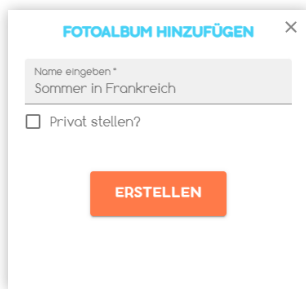 FOTOALBUM HINZUFÜGEN
Name eingeben *
Sommer in Frankreich
Privat stellen?
ERSTELLEN